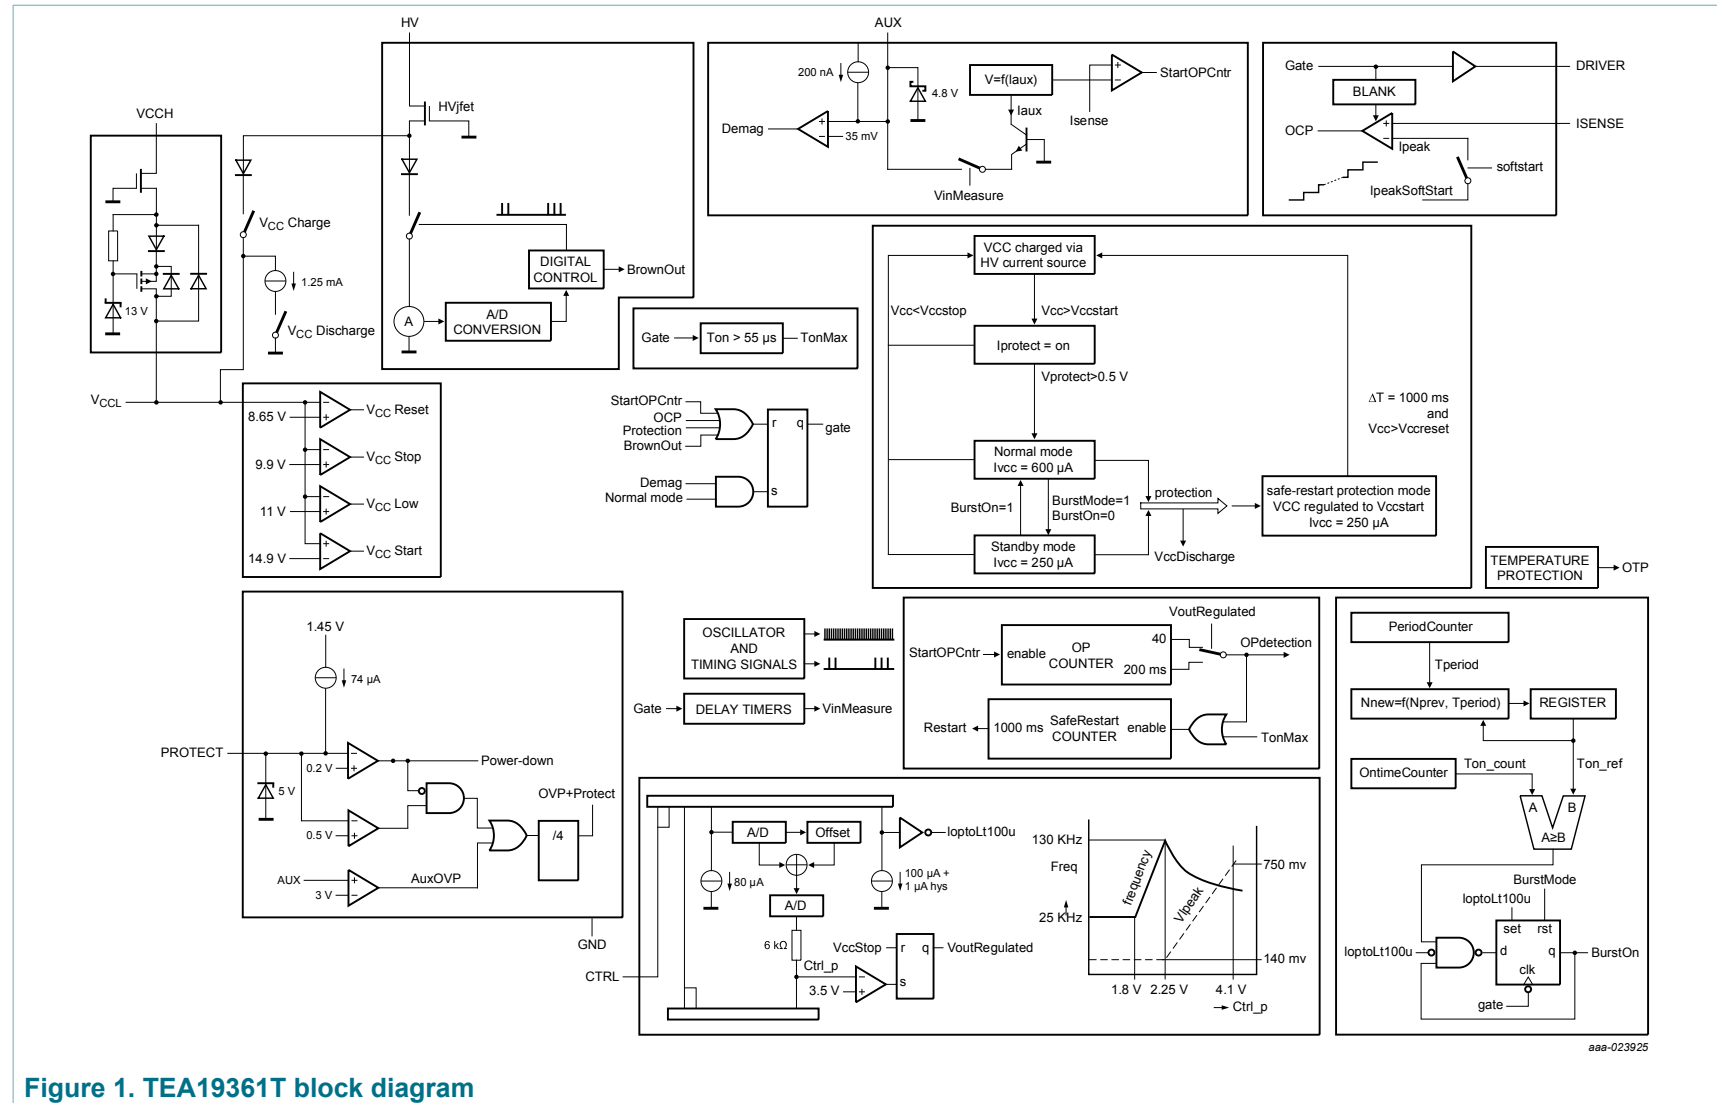 HV
AUX
VCCH
HVjfet
VCC Charge
1.25 mA
VCC Discharge
13 V
DIGITAL
CONTROL
BrownOut
A
A/D
CONVERSION
200 nA
4.8 V
V=f(Iaux)
Iaux
StartOPCntr
Isense
Demag
35 mV
VinMeasure
+
−
+
−
Gate
DRIVER
BLANK
OCP
ISENSE
Ipeak
softstart
IpeakSoftStart
+
−
Gate
Ton > 55 µs
TonMax
VCC charged via
HV current source
Vcc<Vccstop
Vcc>Vccstart
Iprotect = on
Vprotect>0.5 V
ΔT = 1000 ms
and
Vcc>Vccreset
Normal mode
Ivcc = 600 µA
protection
BurstOn=1
BurstMode=1
BurstOn=0
safe-restart protection mode
VCC regulated to Vccstart
Ivcc = 250 µA
Standby mode
Ivcc = 250 µA
VccDischarge
VCCL
8.65 V
−
+
VCC Reset
9.9 V
−
+
VCC Stop
11 V
−
+
VCC Low
14.9 V
+
−
VCC Start
StartOPCntr
OCP
Protection
BrownOut
r
q
gate
Demag
Normal mode
s
TEMPERATURE
PROTECTION
OTP
1.45 V
74 µA
PROTECT
5 V
0.2 V
−
+
Power-down
0.5 V
−
+
OVP+Protect
/4
AUX
3 V
+
−
AuxOVP
GND
OSCILLATOR
AND
TIMING SIGNALS
Gate
DELAY TIMERS
VinMeasure
VoutRegulated
StartOPCntr
enable
OP
COUNTER
40
200 ms
OPdetection
Restart
1000 ms
SafeRestart
COUNTER
enable
TonMax
PeriodCounter
Tperiod
Nnew=f(Nprev, Tperiod)
REGISTER
OntimeCounter
Ton_count
Ton_ref
A
B
A≥B
BurstMode
IoptoLt100u
set
rst
IoptoLt100u
d
q
BurstOn
clk
gate
A/D
Offset
IoptoLt100u
80 µA
100 µA +
1 µA hys
A/D
6 kΩ
Ctrl_p
CTRL
3.5 V
−
+
VccStop
r
q
s
VoutRegulated
130 KHz
Freq
25 KHz
frequency
VIpeak
750 mv
140 mv
1.8 V
2.25 V
4.1 V
Ctrl_p
aaa-023925
Figure 1. TEA19361T block diagram